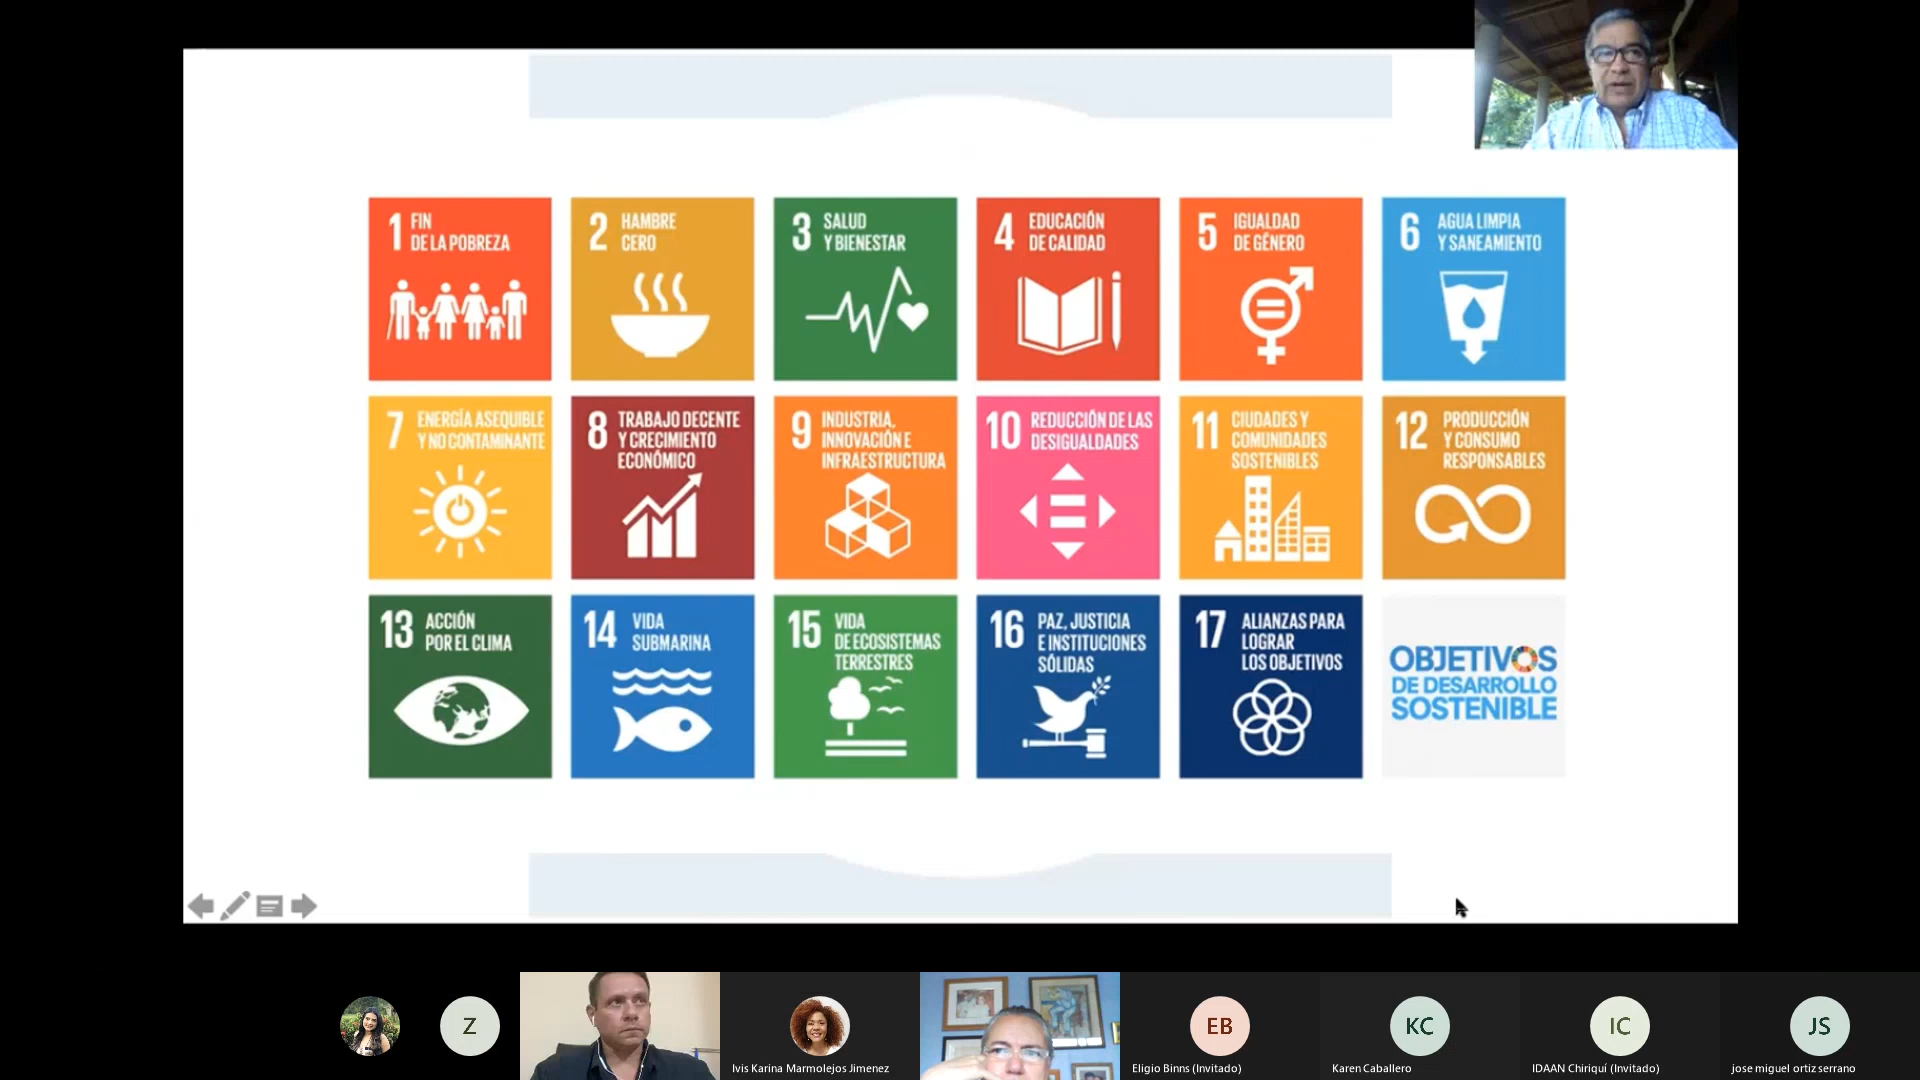 1 FIN
DE LA POBREZA
2 HAMBRE
CERO
3 SALUD
Y BIENESTAR
4 EDUCACIÓN
DE CALIDAD
5 IGUALDAD
DE GÉNERO
6 AGUA LIMPIA
Y SANEAMIENTO
7 ENERGÍA ASEQUIBLE
Y NO CONTAMINANTE
8 TRABAJO DECENTE
Y CRECIMIENTO
ECONÓMICO
9 INDUSTRIA,
INNOVACIÓN E
INFRAESTRUCTURA
10 REDUCCIÓN DE LAS
DESIGUALDADES
11 CIUDADES Y
COMUNIDADES
SOSTENIBLES
12 PRODUCCIÓN
Y CONSUMO
RESPONSABLES
13 ACCIÓN
POR EL CLIMA
14 VIDA
SUBMARINA
15 VIDA
DE ECOSISTEMAS
TERRESTRES
16 PAZ, JUSTICIA
E INSTITUCIONES
SÓLIDAS
17 ALIANZAS PARA
LOGRAR
LOS OBJETIVOS
OBJETIVOS
DE DESARROLLO
SOSTENIBLE
Z
Ivis Karina Marmolejos Jimenez
EB
Eligio Binns (Invitado)
KC
Karen Caballero
IC
IDAAN Chiriquí (Invitado)
JS
jose miguel ortiz serrano